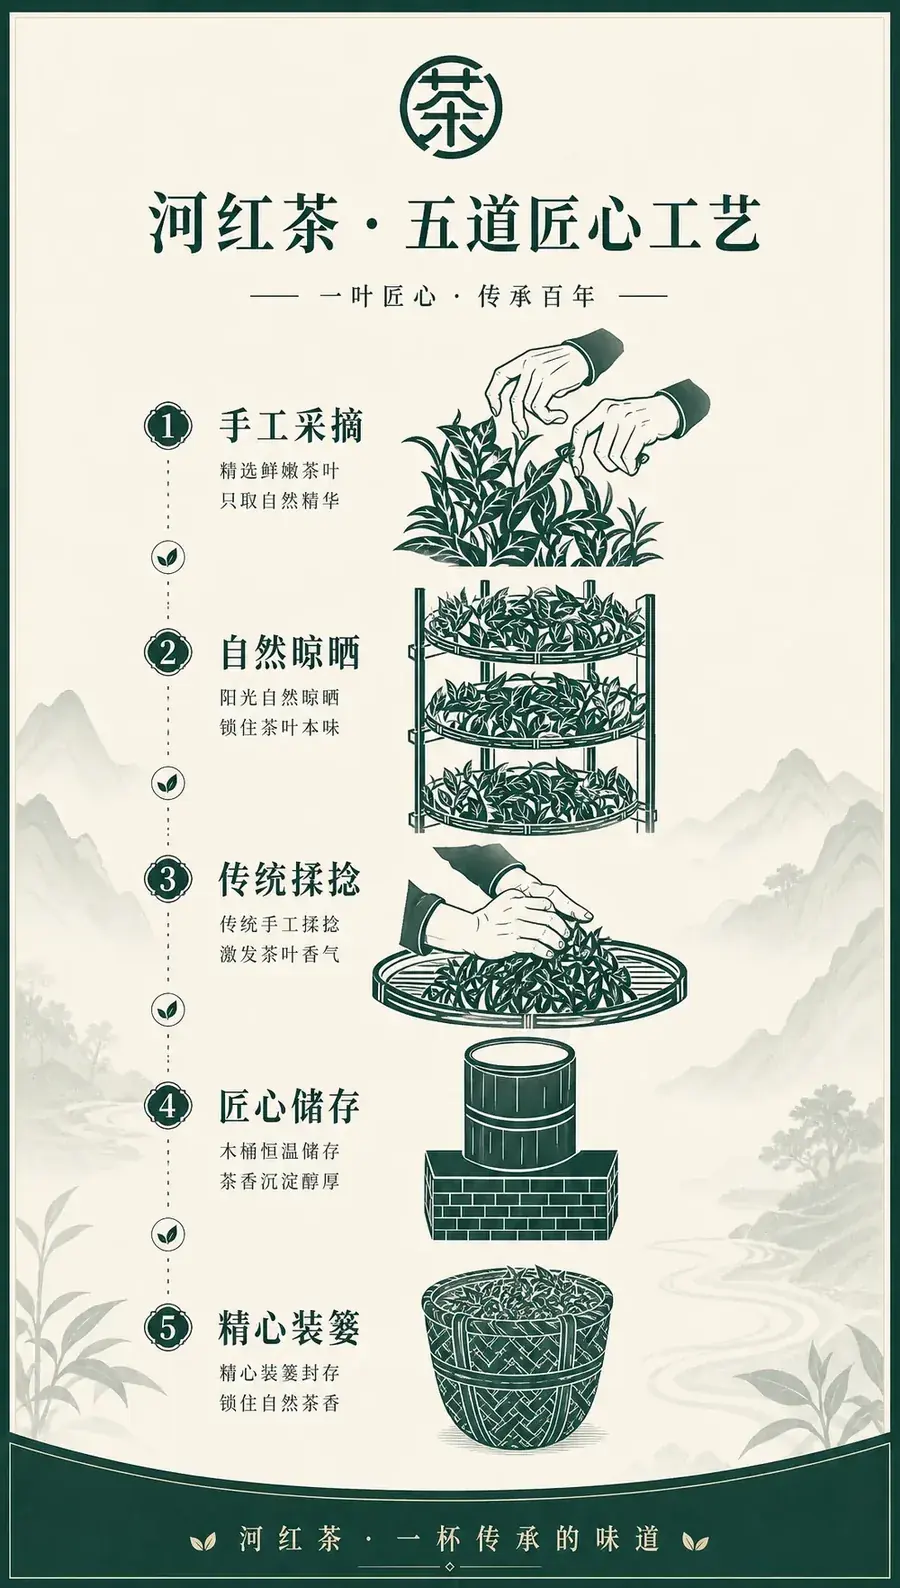 茶
河红茶·五道匠心工艺
一叶匠心·传承百年
1
手工采摘
精选鲜嫩茶叶
只取自然精华
2
自然晾晒
阳光自然晾晒
锁住茶叶本味
3
传统揉捻
传统手工揉捻
激发茶叶香气
4
匠心储存
木桶恒温储存
茶香沉淀醇厚
5
精心装篓
精心装篓封存
锁住自然茶香
河红茶·一杯传承的味道